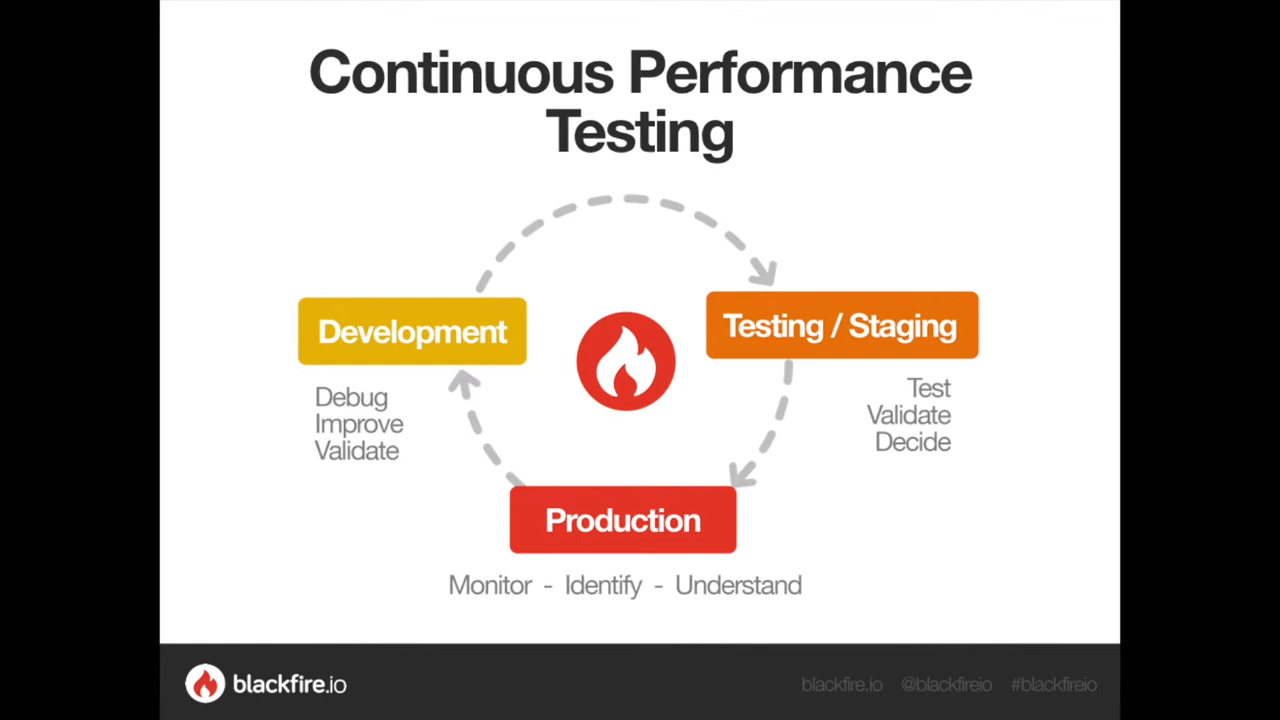 Continuous Performance
Testing
Development
Debug
Improve
Validate
Testing / Staging
Test
Validate
Decide
Production
Monitor - Identify - Understand
blackfire.io
blackfire.io @blackfireio #blackfireio